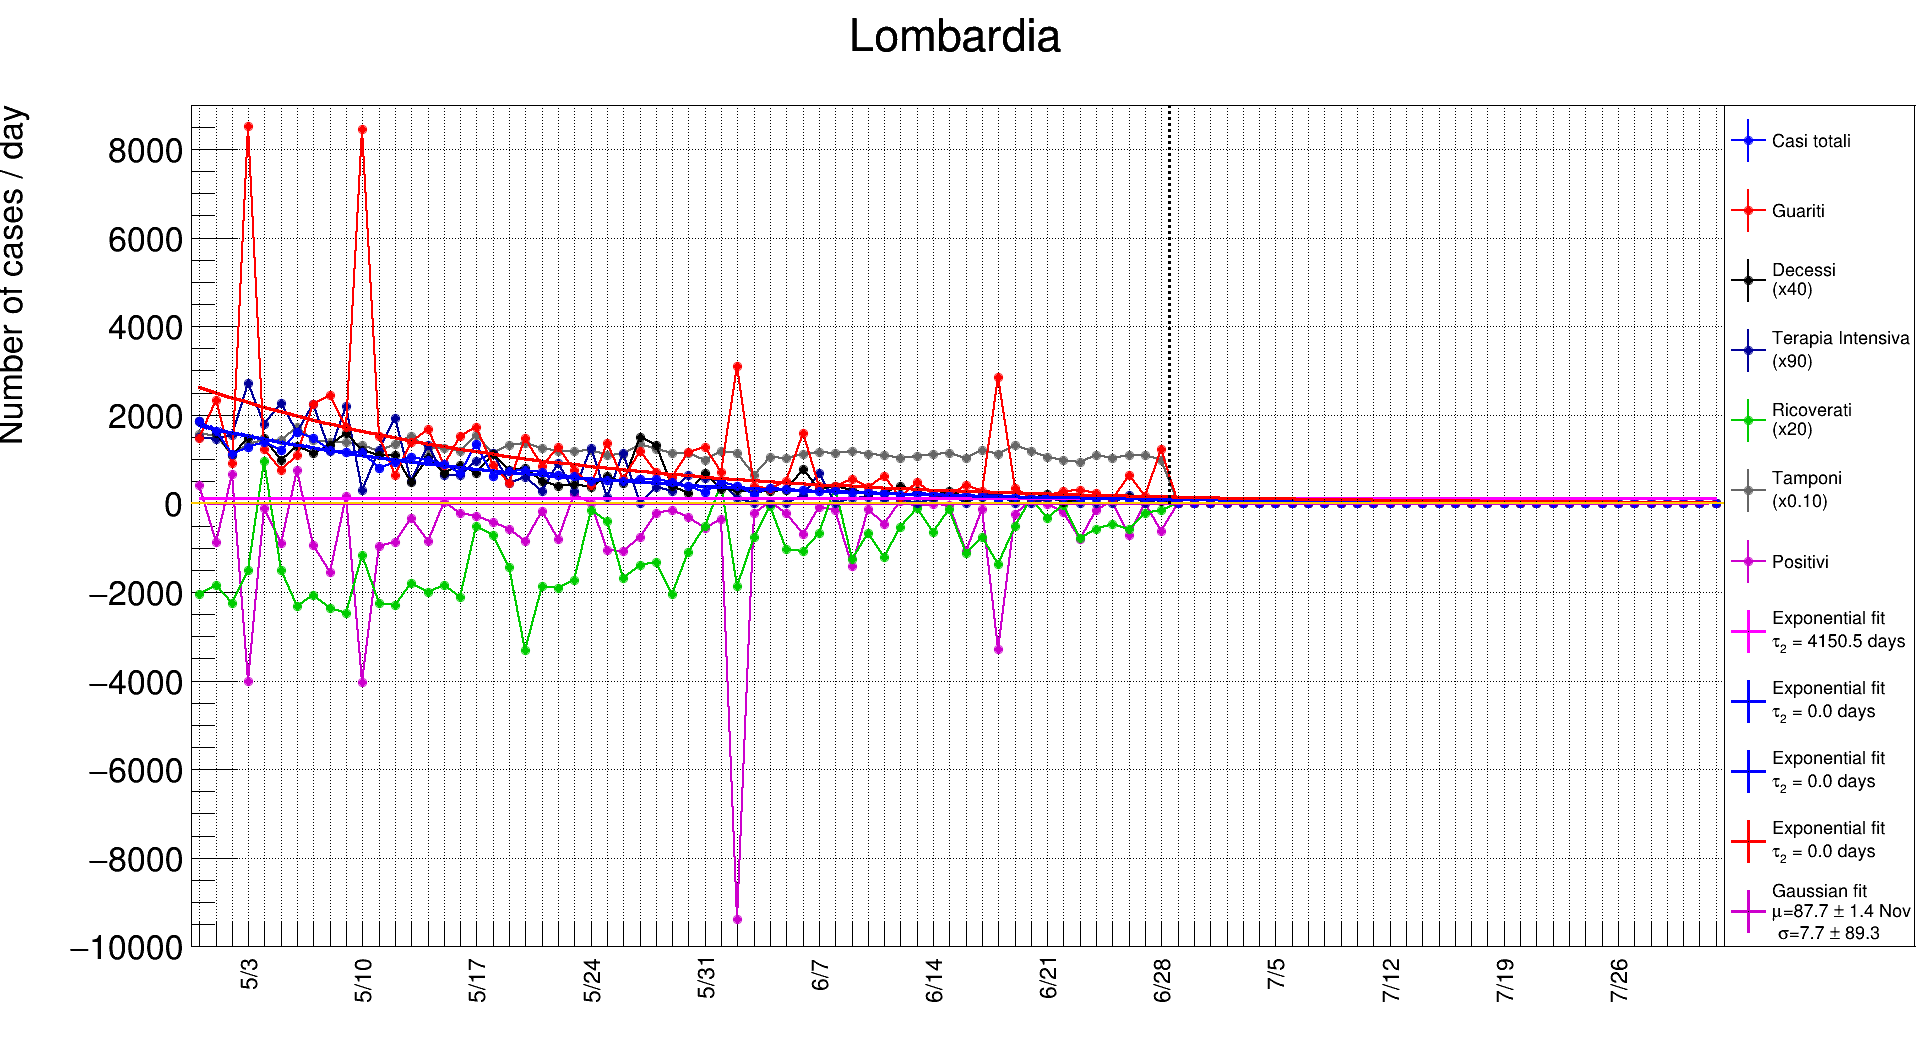 Lombardia
Number of cases / day
8000
6000
4000
2000
0
−2000
−4000
−6000
−8000
−10000
5/3
5/10
5/17
5/24
5/31
6/7
6/14
6/21
6/28
7/5
7/12
7/19
7/26
Casi totali
Guariti
Decessi
(x40)
Terapia Intensiva
(x90)
Ricoverati
(x20)
Tamponi
(x0.10)
Positivi
Exponential fit
τ2 = 4150.5 days
Exponential fit
τ2 = 0.0 days
Exponential fit
τ2 = 0.0 days
Exponential fit
τ2 = 0.0 days
Gaussian fit
μ=87.7 ± 1.4 Nov
σ=7.7 ± 89.3